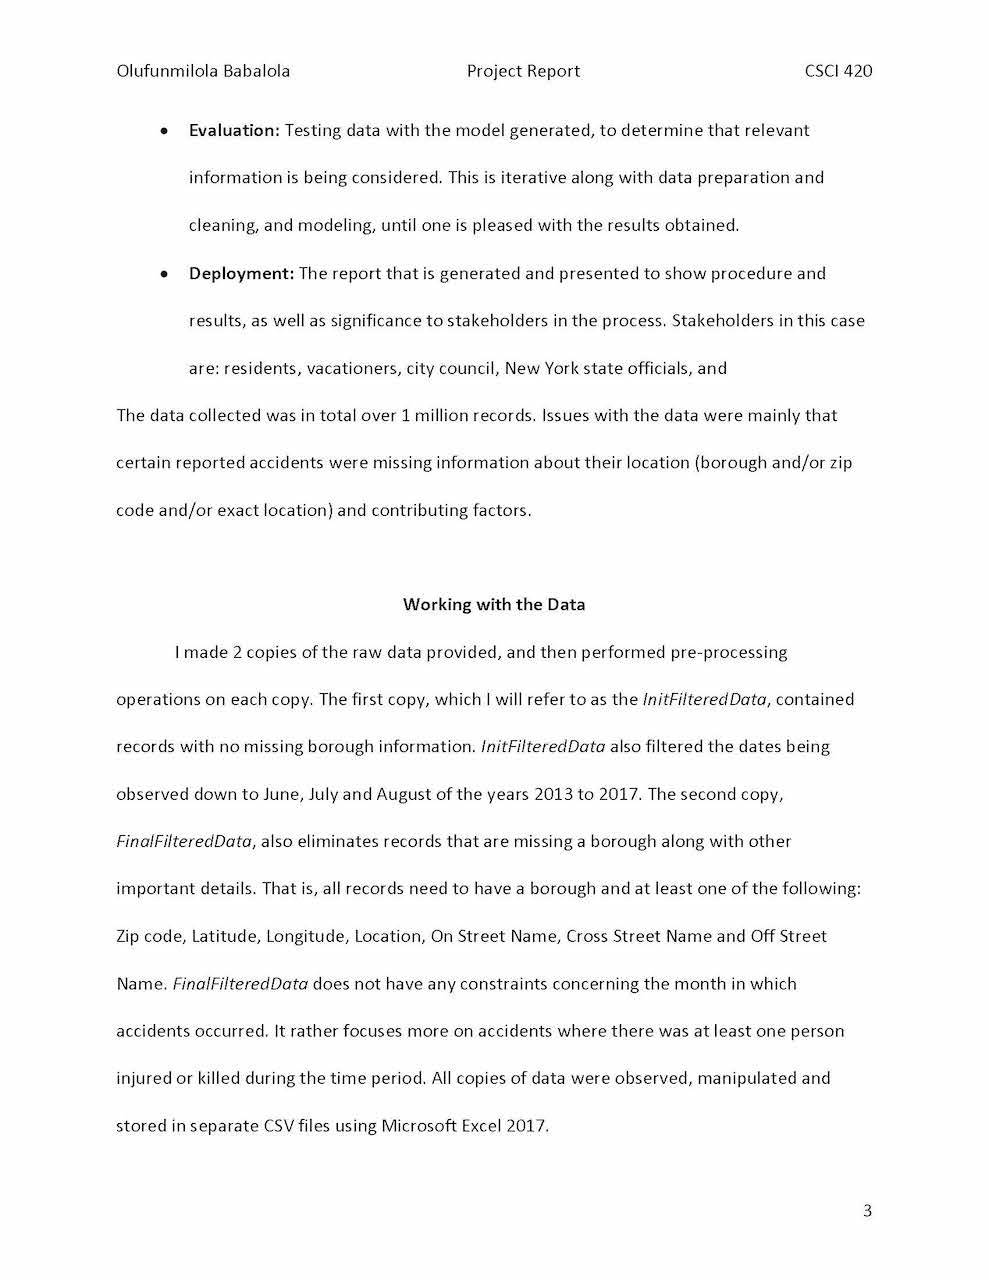 Olufunmilola Babalola Project Report CSCI 420
• Evaluation: Testing data with the model generated, to determine that relevant
information is being considered. This is iterative along with data preparation and
cleaning, and modeling, until one is pleased with the results obtained.
• Deployment: The report that is generated and presented to show procedure and
results, as well as significance to stakeholders in the process. Stakeholders in this case
are: residents, vacationers, city council, New York state officials, and
The data collected was in total over 1 million records. Issues with the data were mainly that
certain reported accidents were missing information about their location (borough and/or zip
code and/or exact location) and contributing factors.
Working with the Data
I made 2 copies of the raw data provided, and then performed pre-processing
operations on each copy. The first copy, which I will refer to as the InitFilteredData, contained
records with no missing borough information. InitFilteredData also filtered the dates being
observed down to June, July and August of the years 2013 to 2017. The second copy,
FinalFilteredData, also eliminates records that are missing a borough along with other
important details. That is, all records need to have a borough and at least one of the following:
Zip code, Latitude, Longitude, Location, On Street Name, Cross Street Name and Off Street
Name. FinalFilteredData does not have any constraints concerning the month in which
accidents occurred. It rather focuses more on accidents where there was at least one person
injured or killed during the time period. All copies of data were observed, manipulated and
stored in separate CSV files using Microsoft Excel 2017.
3